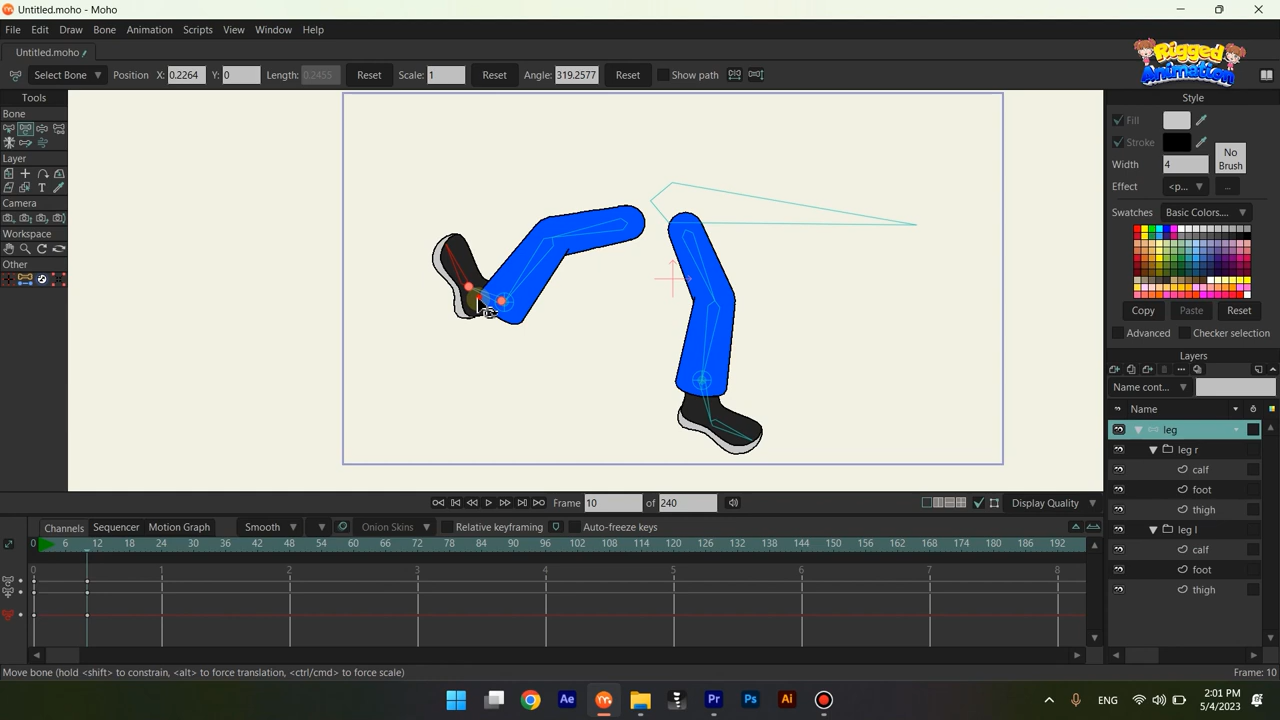 Untitled.moho - Moho
File Edit Draw Bone Animation Scripts View Window Help
Untitled.moho
Rigged
Animation
Select Bone Position X: 0.2264 Y: 0 Length: 0.2455 Reset Scale: 1 Reset Angle: 319.2577 Reset Show path
Tools
Bone
Layer
Camera
Workspace
Other
Style
Fill
Stroke
No
Brush
Width 4
Effect <p... ...
Swatches Basic Colors....
Copy Paste Reset
Advanced Checker selection
Layers
Name cont...
Name
leg
leg r
calf
foot
thigh
leg l
calf
foot
thigh
Frame 10 of 240 Display Quality
Channels Sequencer Motion Graph Smooth Onion Skins Relative keyframing Auto-freeze keys
0 6 12 18 24 30 36 42 48 54 60 66 72 78 84 90 96 102 108 114 120 126 132 138 144 150 156 162 168 174 180 186 192
0 1 2 3 4 5 6 7 8
Move bone (hold <shift> to constrain, <alt> to force translation, <ctrl/cmd> to force scale) Frame: 10
Ae Pr Ps Ai ENG 2:01 PM
5/4/2023